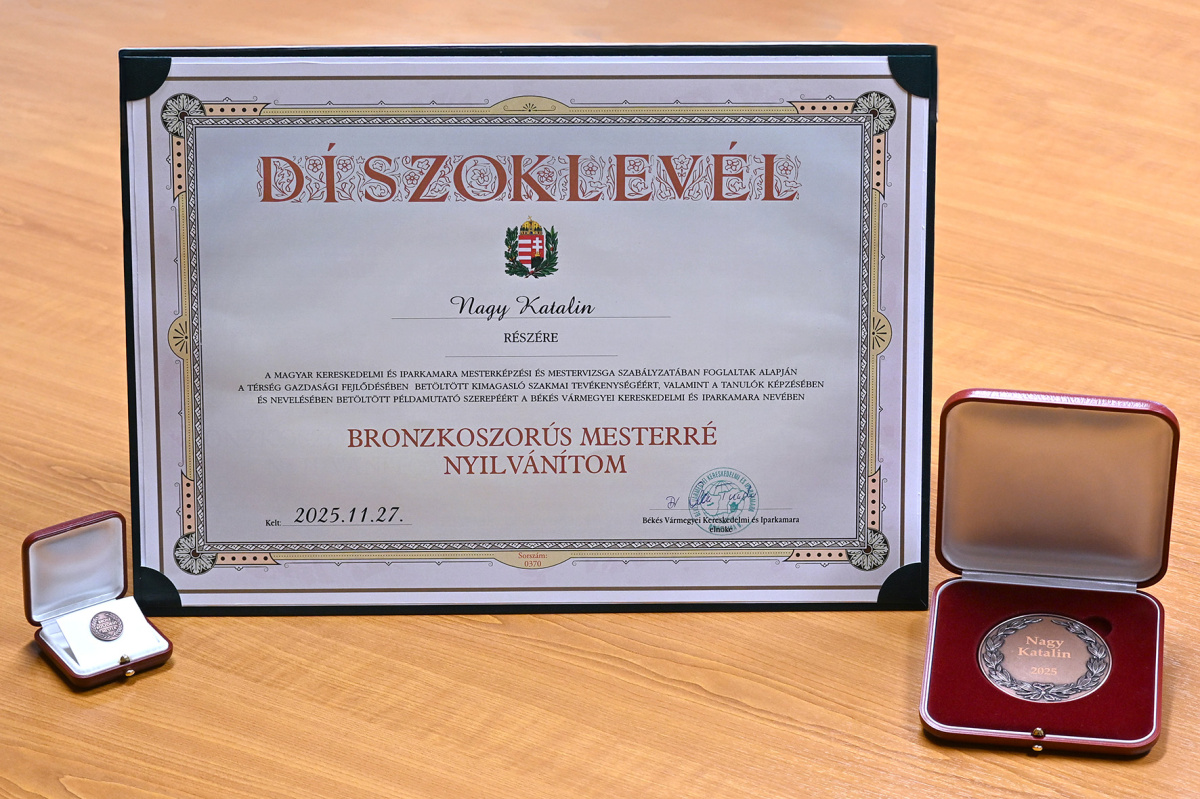 DÍSZOKLEVÉL
Nagy Katalin
RÉSZÉRE
A MAGYAR KERESKEDELMI ÉS IPARKAMARA MESTERKÉPZÉSI ÉS MESTERVIZSGA SZABÁLYZATÁBAN FOGLALTAK ALAPJÁN
A TÉRSÉG GAZDASÁGI FEJLŐDÉSÉBEN BETÖLTÖTT KIMAGASLÓ SZAKMAI TEVÉKENYSÉGÉÉRT, VALAMINT A TANULÓK KÉPZÉSÉBEN
ÉS NEVELÉSÉBEN BETÖLTÖTT PÉLDAMUTATÓ SZEREPÉÉRT A BÉKÉS VÁRMEGYEI KERESKEDELMI ÉS IPARKAMARA NEVÉBEN
BRONZKOSZORÚS MESTERRÉ
NYILVÁNÍTOM
Kelt: 2025.11.27.
Békés Vármegyei Kereskedelmi és Iparkamara
elnöke
Sorszám:
0370
Nagy
Katalin
2025